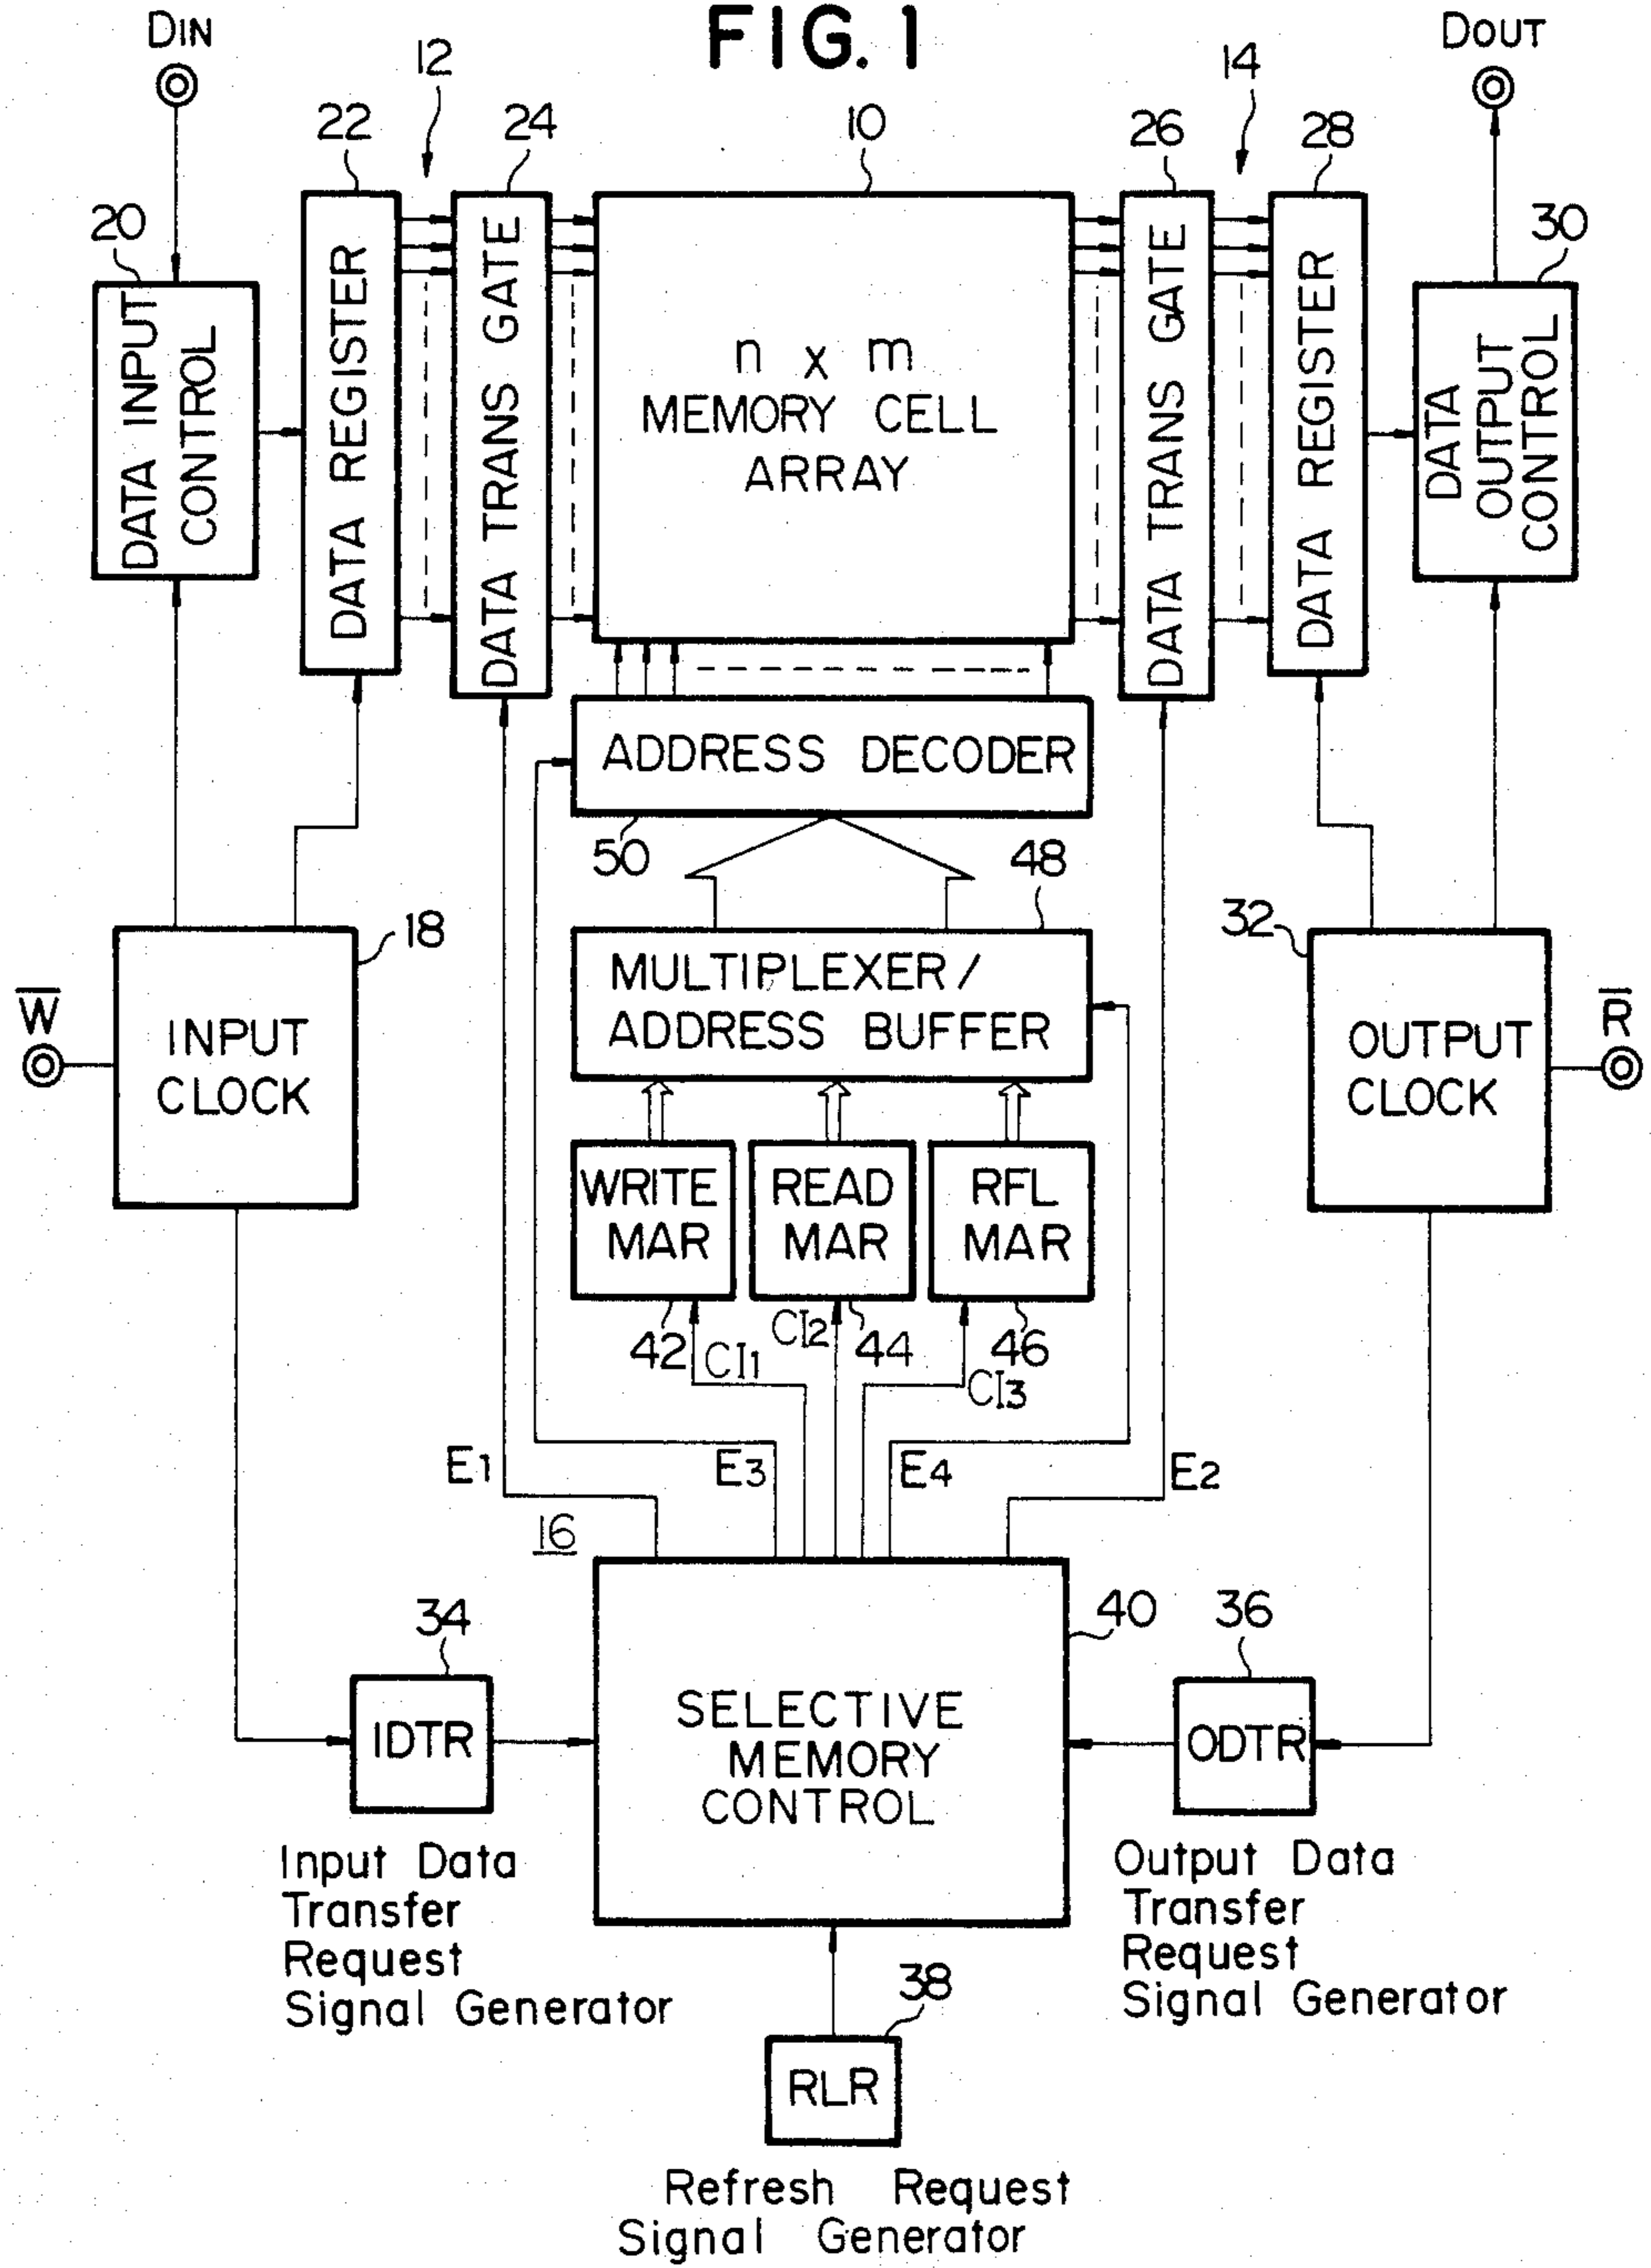 FIG. 1
DIN
DOUT
12
14
22
24
10
26
28
20
30
DATA INPUT
CONTROL
DATA REGISTER
DATA TRANS GATE
n x m
MEMORY CELL
ARRAY
DATA TRANS GATE
DATA REGISTER
DATA
OUTPUT
CONTROL
ADDRESS DECODER
50
48
18
32
W̅
INPUT
CLOCK
MULTIPLEXER/
ADDRESS BUFFER
OUTPUT
CLOCK
R̅
WRITE
MAR
READ
MAR
RFL
MAR
42
CI1
CI2
44
46
CI3
E1
E3
E4
E2
16
34
40
36
IDTR
SELECTIVE
MEMORY
CONTROL
ODTR
Input Data
Transfer
Request
Signal Generator
Output Data
Transfer
Request
Signal Generator
38
RLR
Refresh Request
Signal Generator